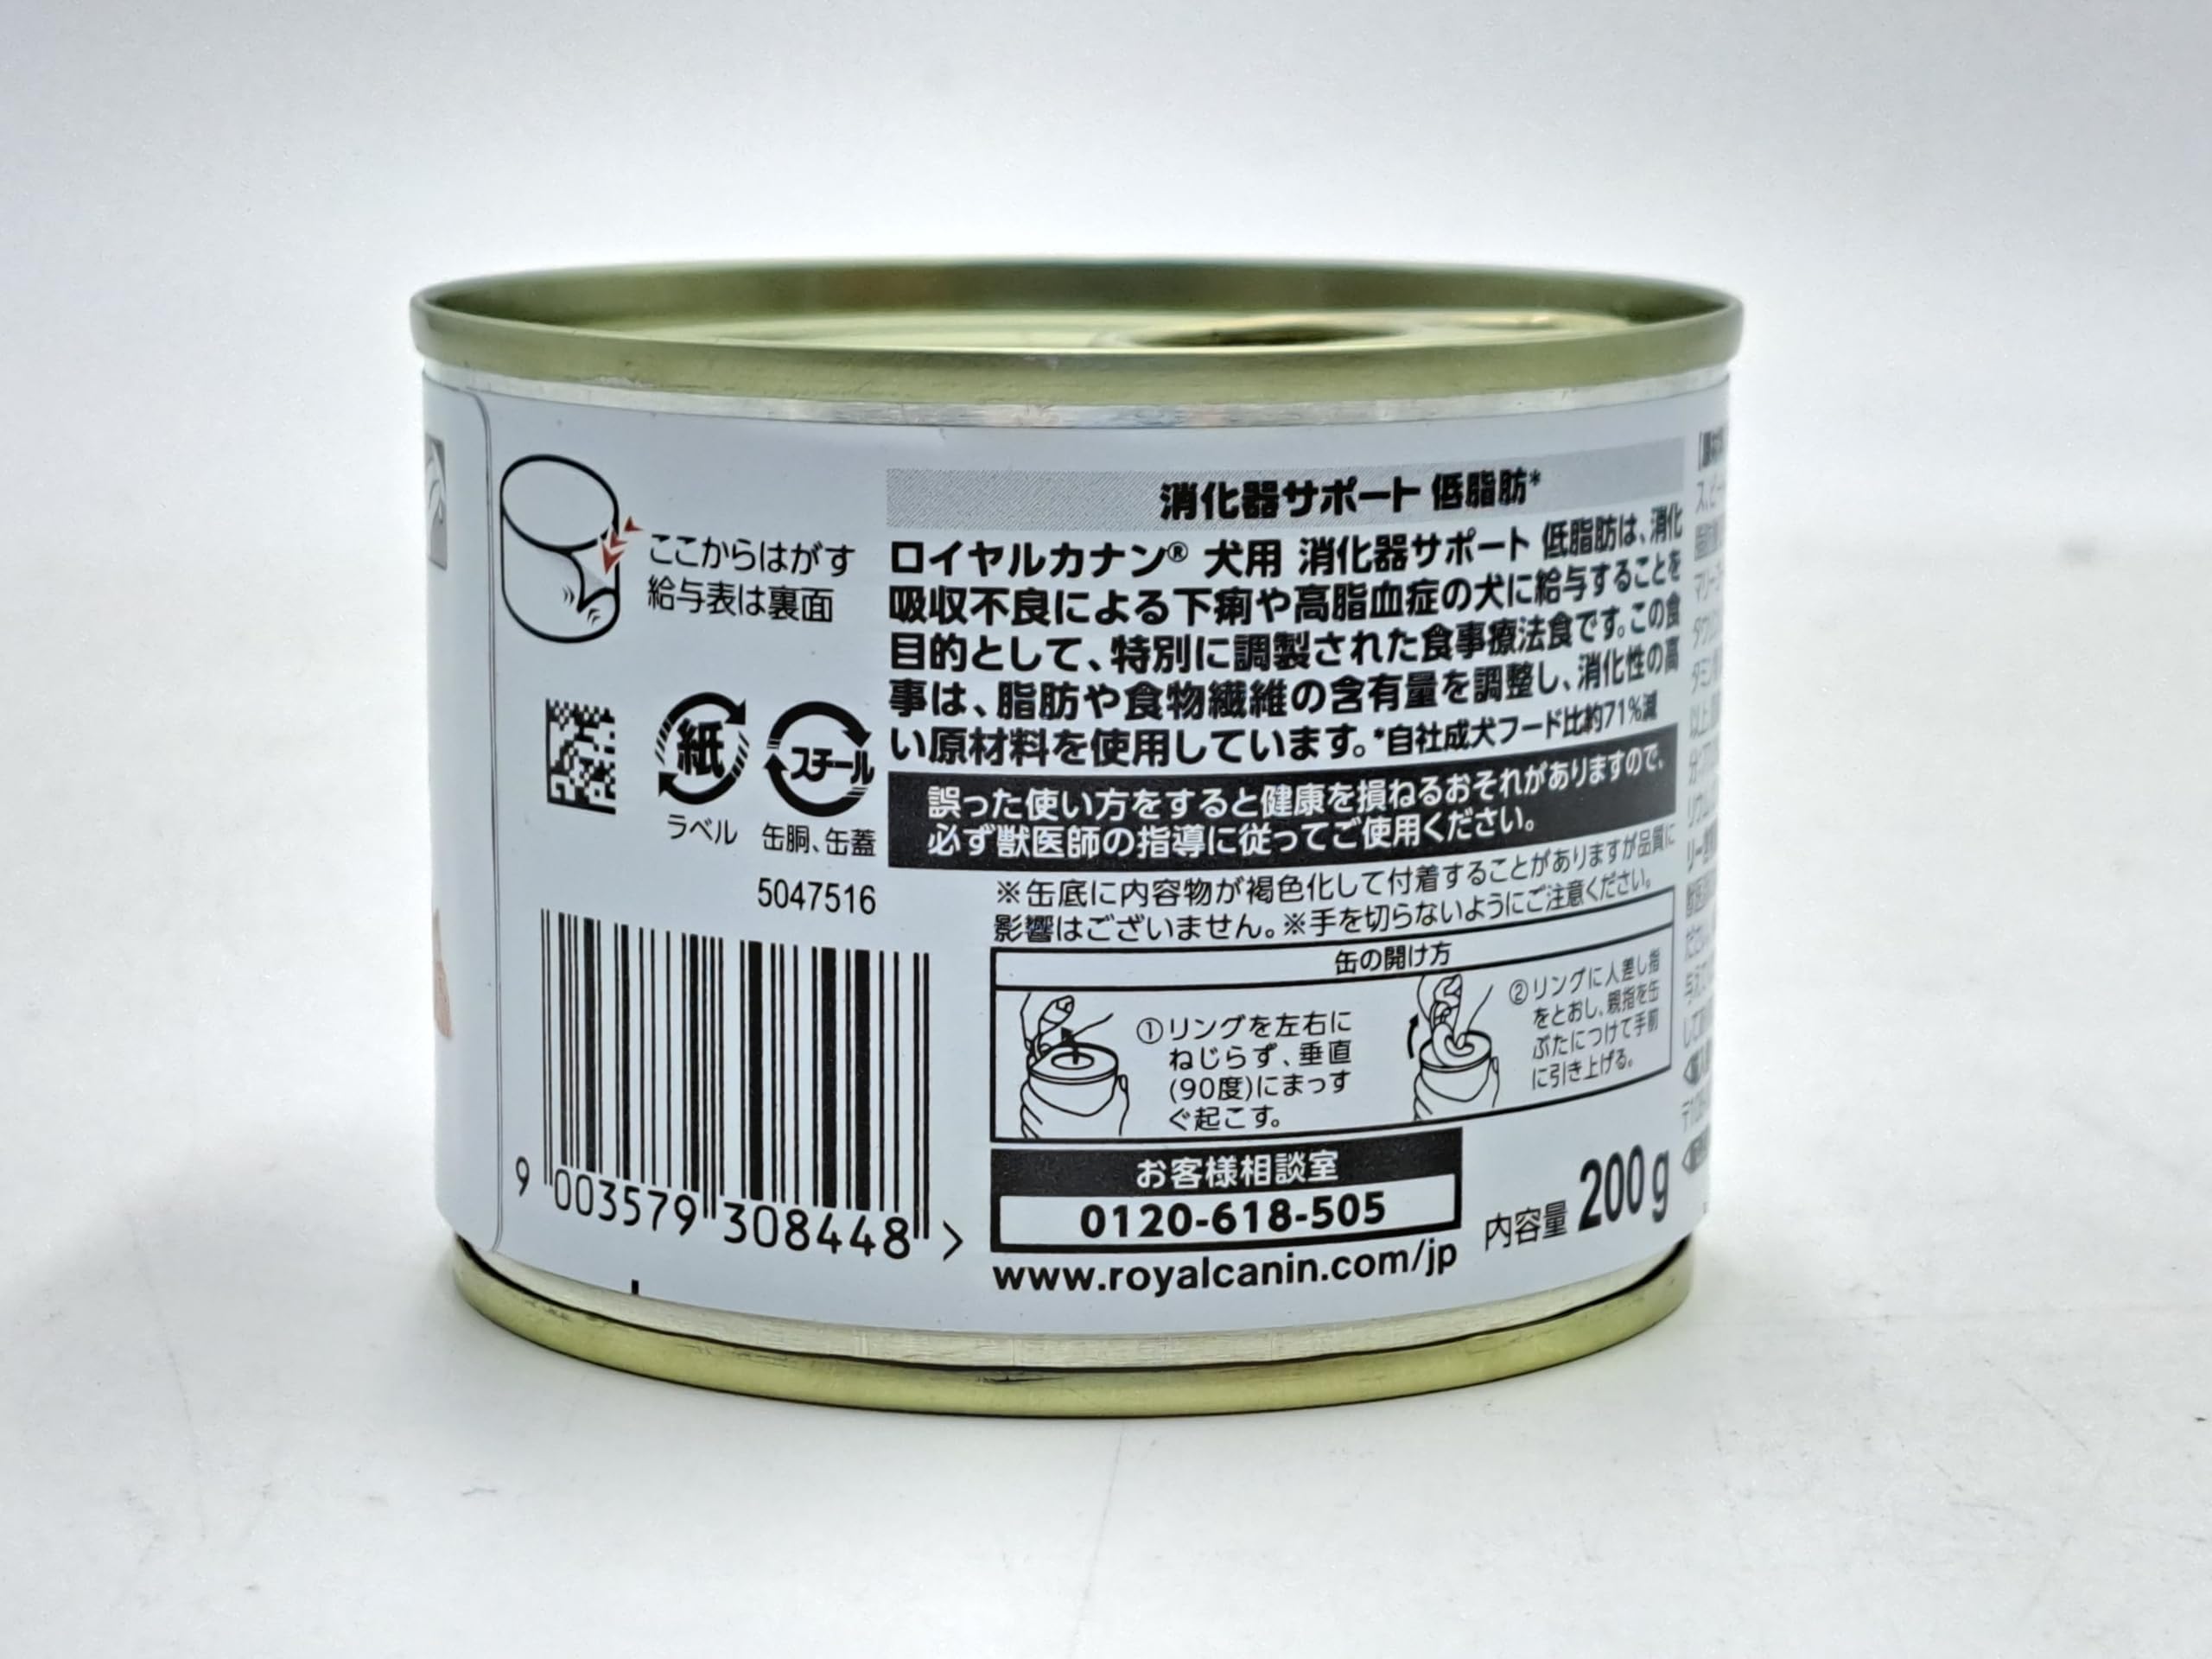 ここからはがす
給与表は裏面
紙
ラベル
スチール
缶胴、缶蓋
5047516
9 003579 308448 >
消化器サポート 低脂肪*
ロイヤルカナン® 犬用 消化器サポート 低脂肪は、消化
吸収不良による下痢や高脂血症の犬に給与することを
目的として、特別に調製された食事療法食です。この食
事は、脂肪や食物繊維の含有量を調整し、消化性の高
い原材料を使用しています。*自社成犬フード比約71%減
誤った使い方をすると健康を損ねるおそれがありますので、
必ず獣医師の指導に従ってご使用ください。
※缶底に内容物が褐色化して付着することがありますが品質に
影響はございません。※手を切らないようにご注意ください。
缶の開け方
①リングを左右に
ねじらず、垂直
(90度)にまっす
ぐ起こす。
②リングに人差し指
をとおし、親指を缶
ぶたにつけて手前
に引き上げる。
お客様相談室
0120-618-505
www.royalcanin.com/jp
内容量 200g